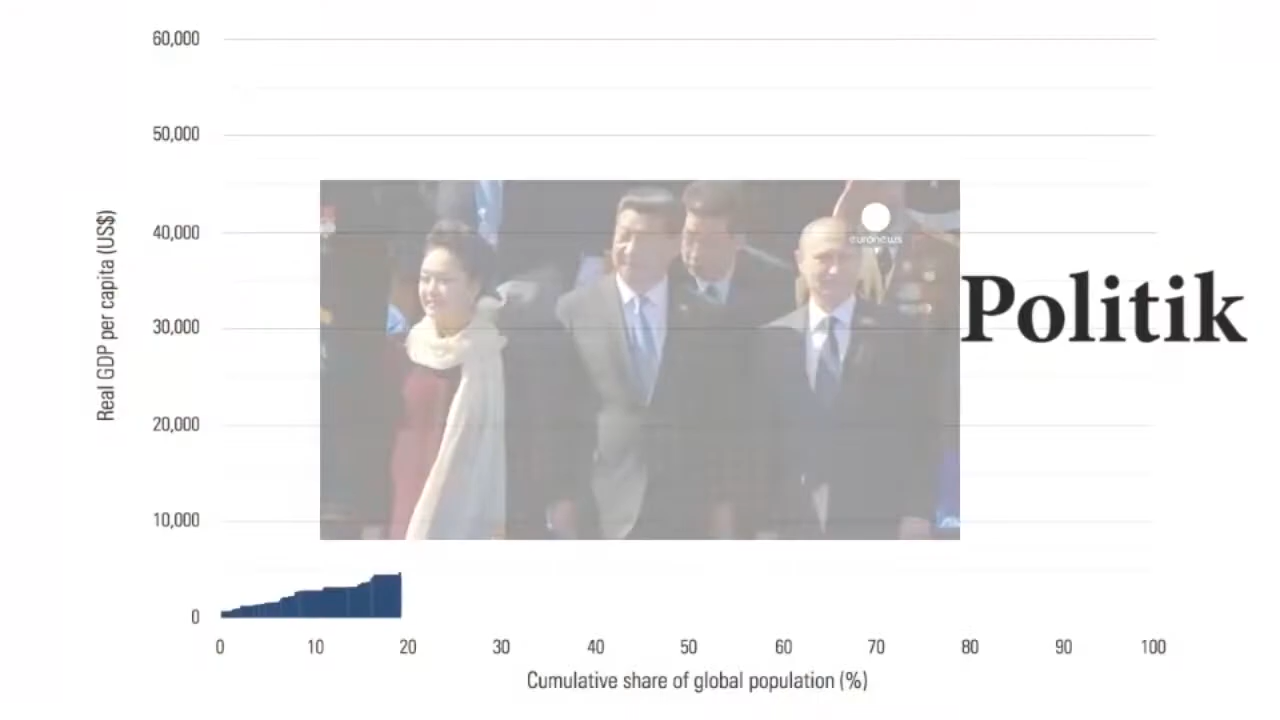 60,000
50,000
40,000
30,000
20,000
10,000
0
Real GDP per capita (US$)
euronews
Politik
0 10 20 30 40 50 60 70 80 90 100
Cumulative share of global population (%)